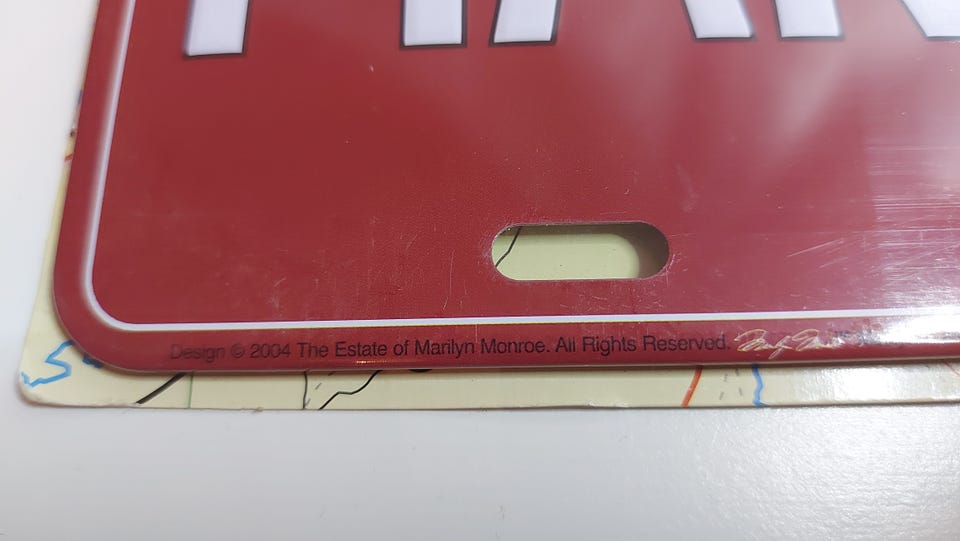 Design © 2004 The Estate of Marilyn Monroe. All Rights Reserved.